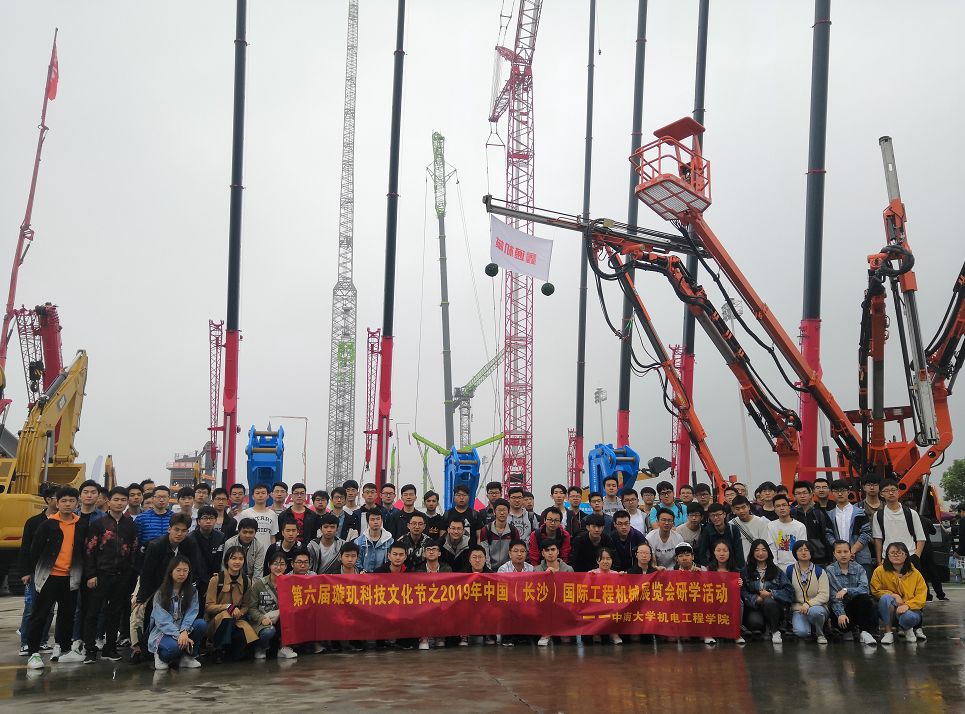 第六届璇玑科技文化节之2019年中国（长沙）国际工程机械展览会研学活动
——中南大学机电工程学院